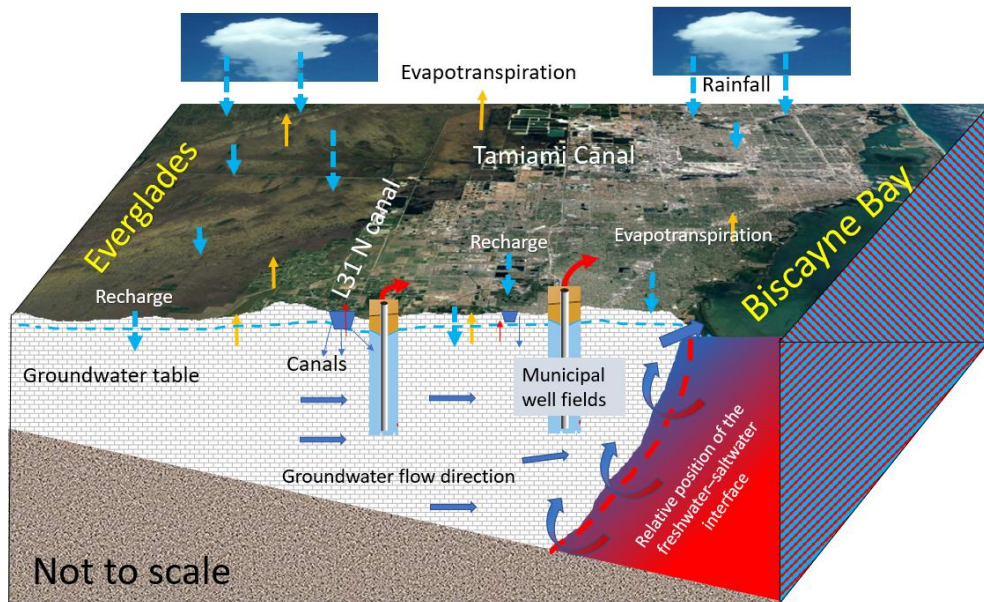 Evapotranspiration
Rainfall
Everglades
Tamiami Canal
L31 N canal
Biscayne Bay
Recharge
Recharge
Evapotranspiration
Groundwater table
Canals
Municipal
well fields
Groundwater flow direction
Relative position of the
freshwater–saltwater
interface
Not to scale